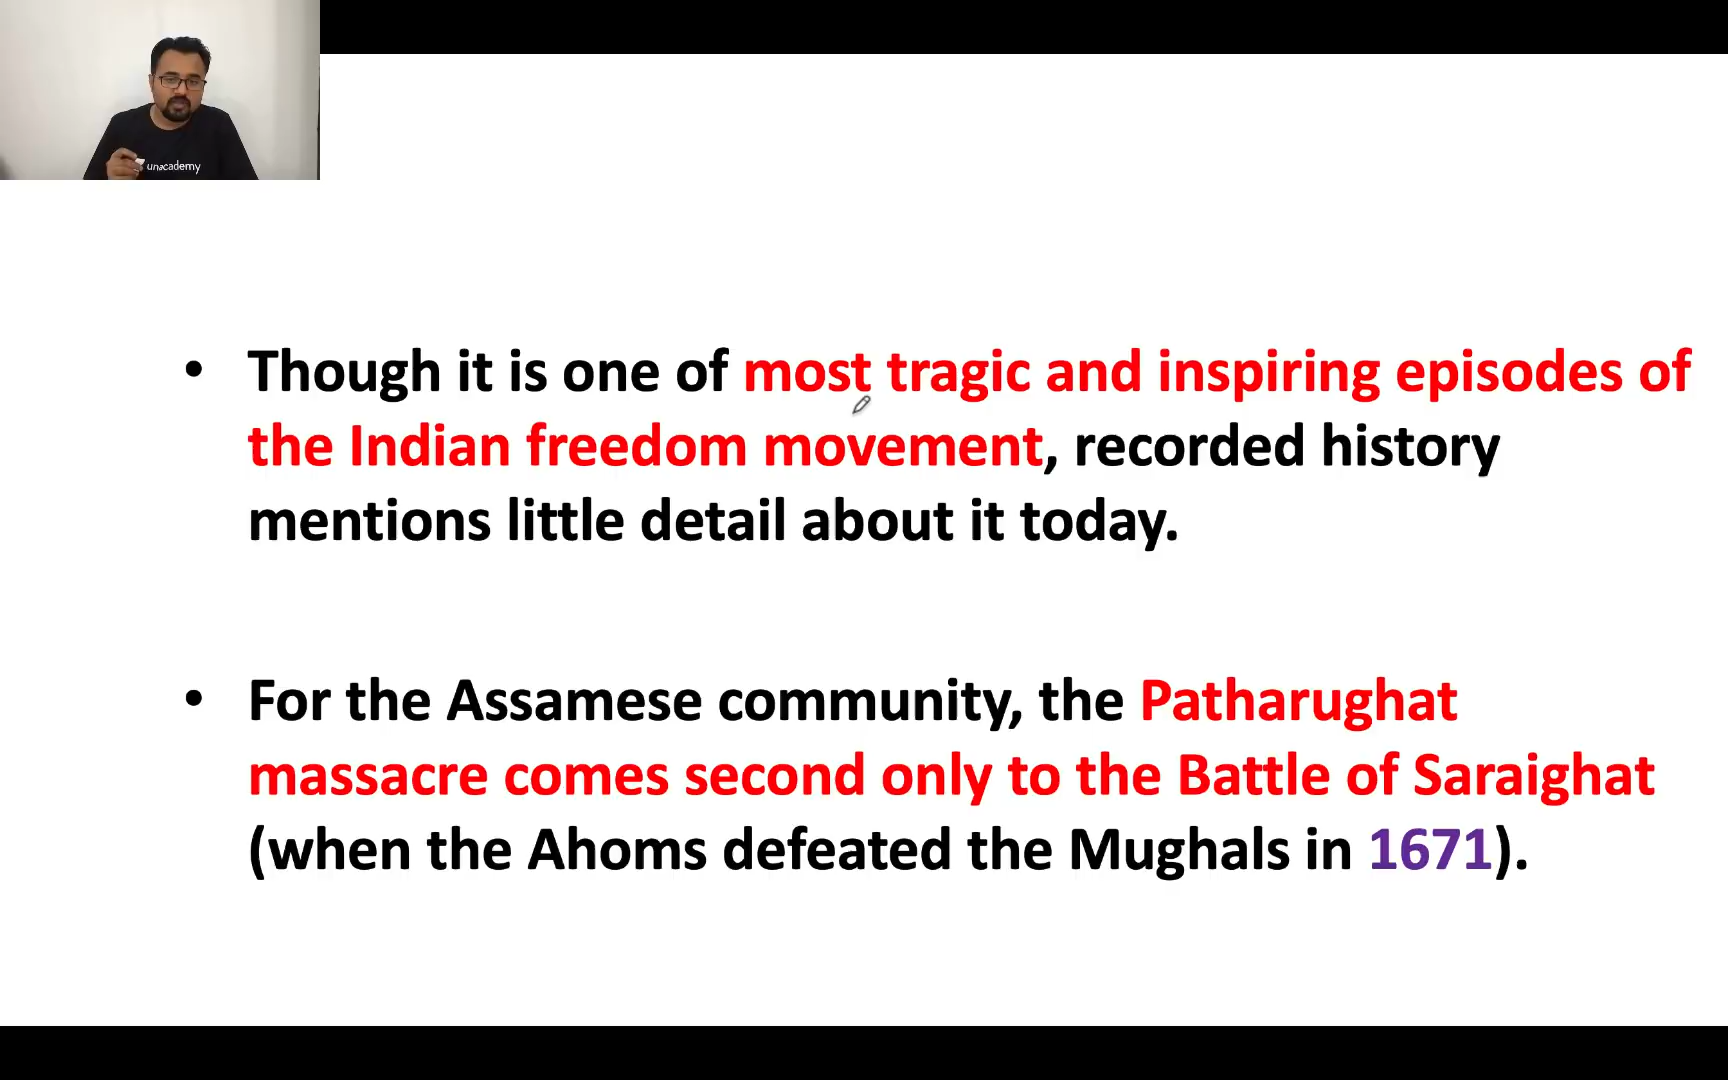 unacademy
• Though it is one of most tragic and inspiring episodes of
the Indian freedom movement, recorded history
mentions little detail about it today.
• For the Assamese community, the Patharughat
massacre comes second only to the Battle of Saraighat
(when the Ahoms defeated the Mughals in 1671).